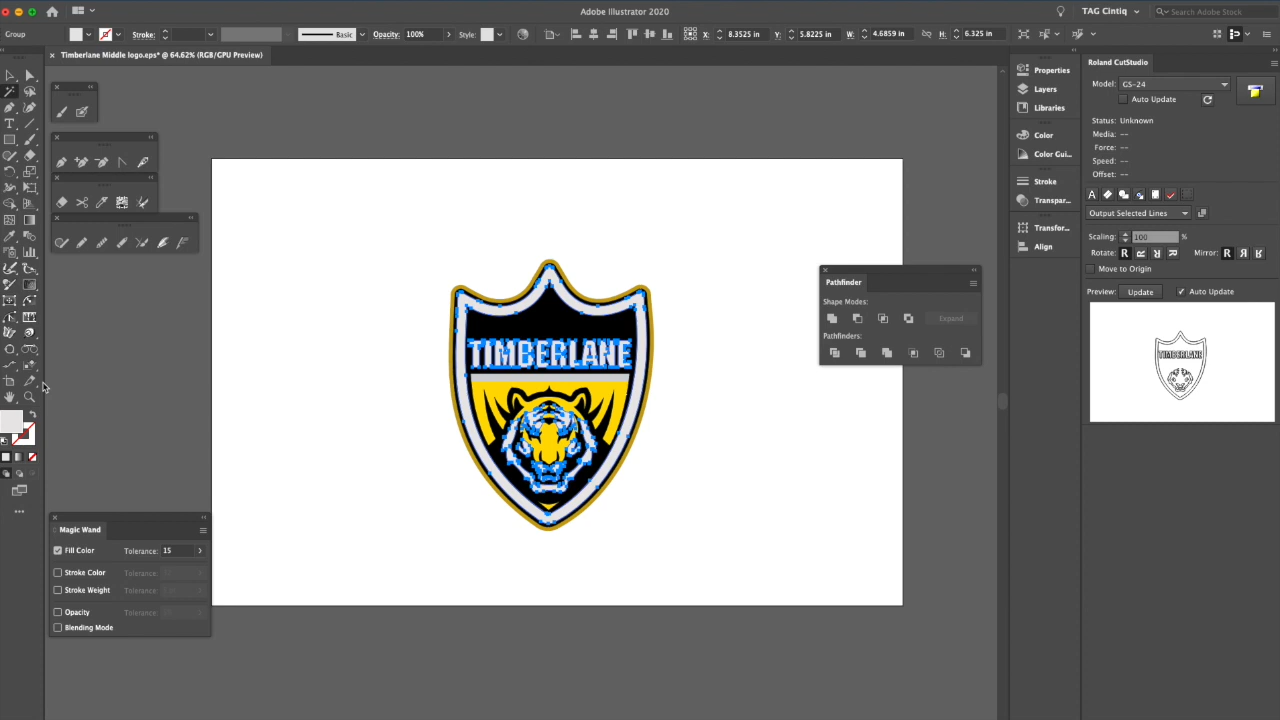 Adobe Illustrator 2020
TAG Cintiq
Search Adobe Stock
Group
Stroke:
Basic
Opacity: 100%
Style:
X: 8.3525 in
Y: 5.8225 in
W: 4.6859 in
H: 6.325 in
Timberlane Middle logo.eps* @ 64.62% (RGB/GPU Preview)
TIMBERLANE
Pathfinder
Shape Modes:
Expand
Pathfinders:
Magic Wand
Fill Color Tolerance: 15
Stroke Color Tolerance:
Stroke Weight Tolerance:
Opacity Tolerance:
Blending Mode
Properties
Layers
Libraries
Color
Color Gui...
Stroke
Transpar...
Transfor...
Align
Roland CutStudio
Model: GS-24
Auto Update
Status: Unknown
Media: --
Force: --
Speed: --
Offset: --
Output Selected Lines
Scaling: 100 %
Rotate: R R R R Mirror: R R R
Move to Origin
Preview: Update Auto Update
TIMBERLANE